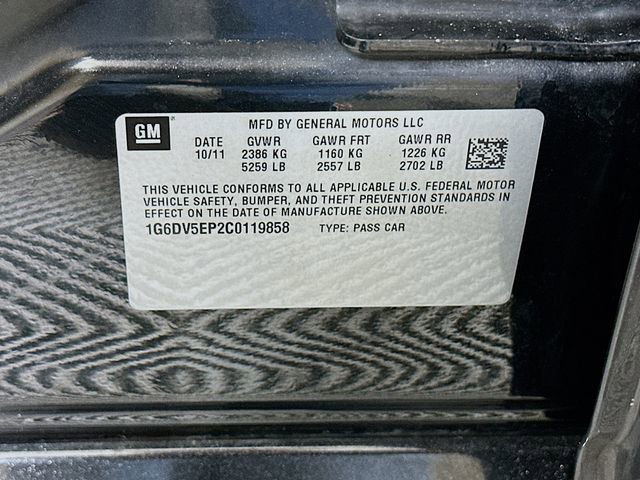 GM
MFD BY GENERAL MOTORS LLC
DATE GVWR GAWR FRT GAWR RR
10/11 2386 KG 1160 KG 1226 KG
5259 LB 2557 LB 2702 LB
THIS VEHICLE CONFORMS TO ALL APPLICABLE U.S. FEDERAL MOTOR
VEHICLE SAFETY, BUMPER, AND THEFT PREVENTION STANDARDS IN
EFFECT ON THE DATE OF MANUFACTURE SHOWN ABOVE.
1G6DV5EP2C0119858 TYPE: PASS CAR